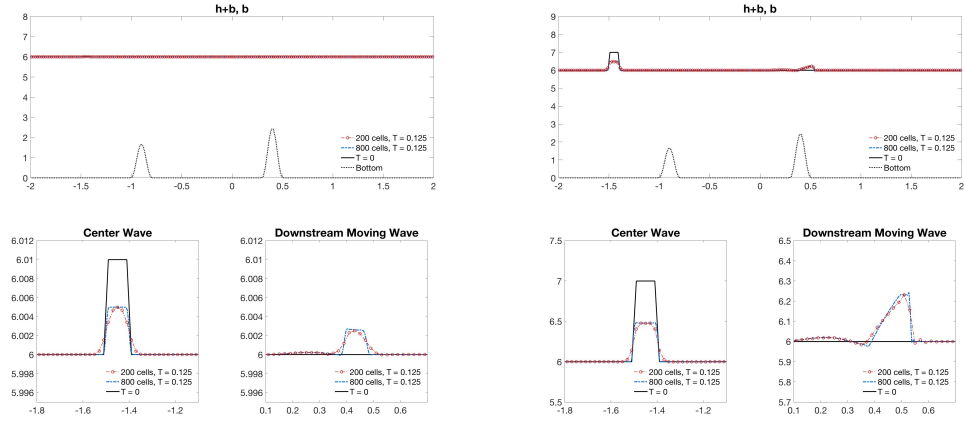 h+b, b
8
7
6
5
4
3
2
1
0
-2 -1.5 -1 -0.5 0 0.5 1 1.5 2
200 cells, T = 0.125
800 cells, T = 0.125
T = 0
Bottom
h+b, b
9
8
7
6
5
4
3
2
1
0
-2 -1.5 -1 -0.5 0 0.5 1 1.5 2
200 cells, T = 0.125
800 cells, T = 0.125
T = 0
Bottom
Center Wave
6.012
6.01
6.008
6.006
6.004
6.002
6
5.998
5.996
-1.8 -1.6 -1.4 -1.2
200 cells, T = 0.125
800 cells, T = 0.125
T = 0
Downstream Moving Wave
6.012
6.01
6.008
6.006
6.004
6.002
6
5.998
5.996
0.1 0.2 0.3 0.4 0.5 0.6
200 cells, T = 0.125
800 cells, T = 0.125
T = 0
Center Wave
7.5
7
6.5
6
5.5
-1.8 -1.6 -1.4 -1.2
200 cells, T = 0.125
800 cells, T = 0.125
T = 0
Downstream Moving Wave
6.5
6.4
6.3
6.2
6.1
6
5.9
5.8
5.7
0.1 0.2 0.3 0.4 0.5 0.6
200 cells, T = 0.125
800 cells, T = 0.125
T = 0